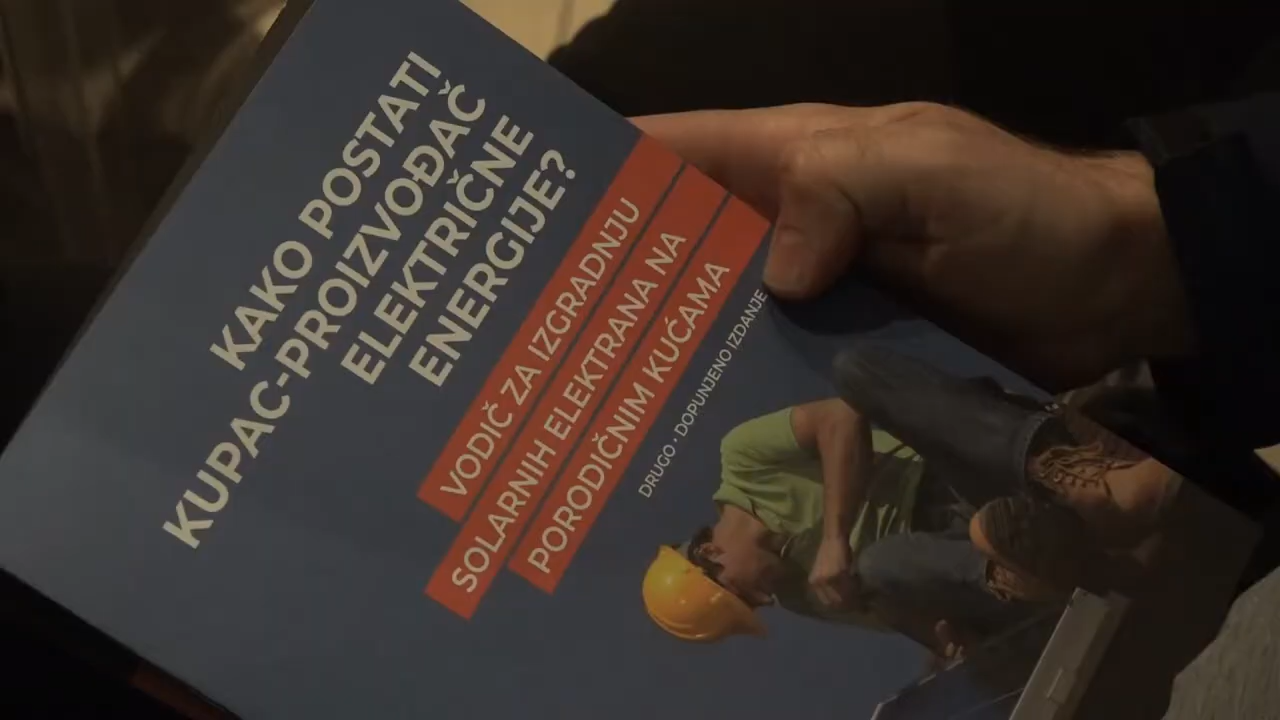 KAKO POSTATI
KUPAC-PROIZVOĐAČ
ELEKTRIČNE
ENERGIJE?
VODIČ ZA IZGRADNJU
SOLARNIH ELEKTRANA NA
PORODIČNIM KUĆAMA
DRUGO • DOPUNJENO IZDANJE